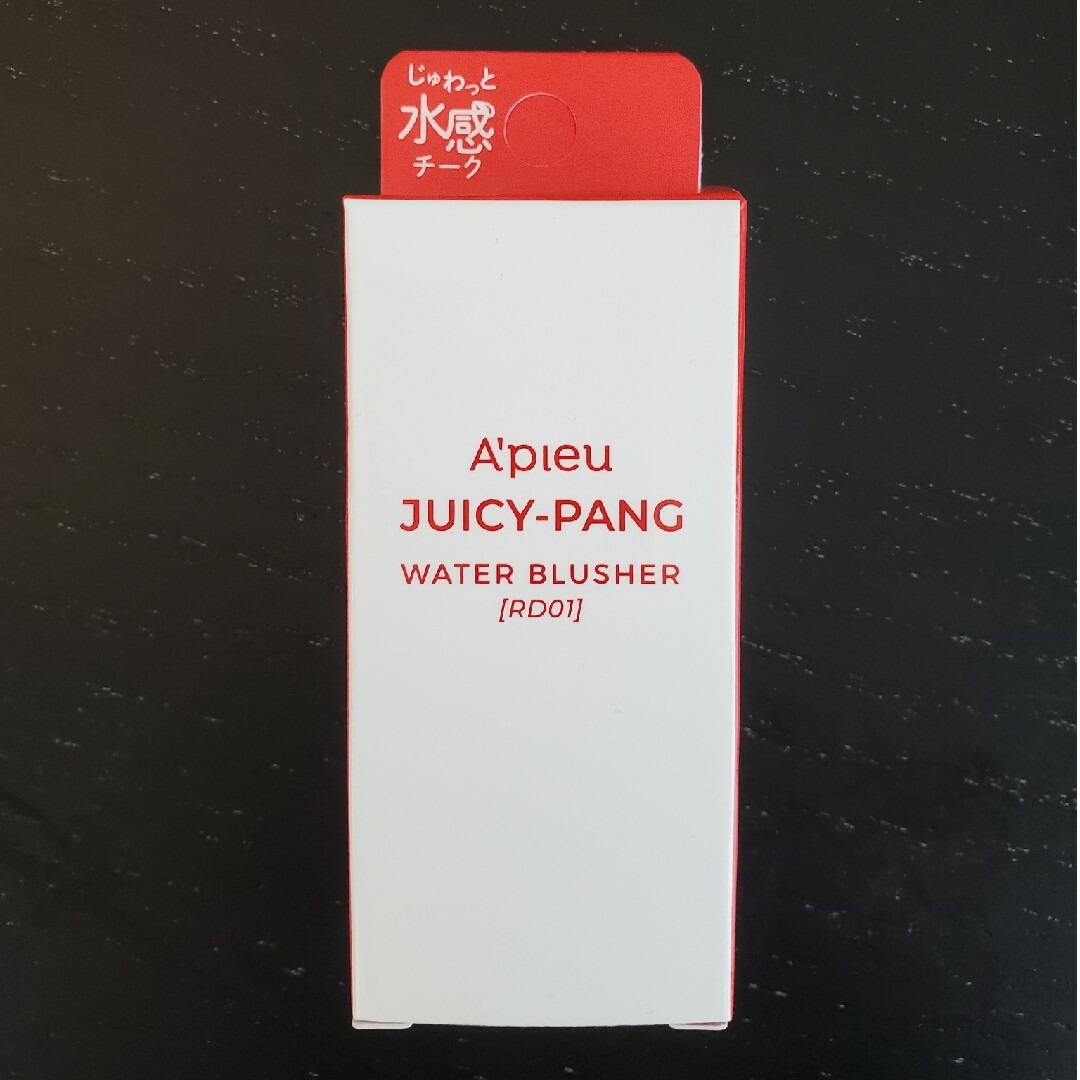 じゅわっと
水感
チーク
A'pieu
JUICY-PANG
WATER BLUSHER
[RD01]